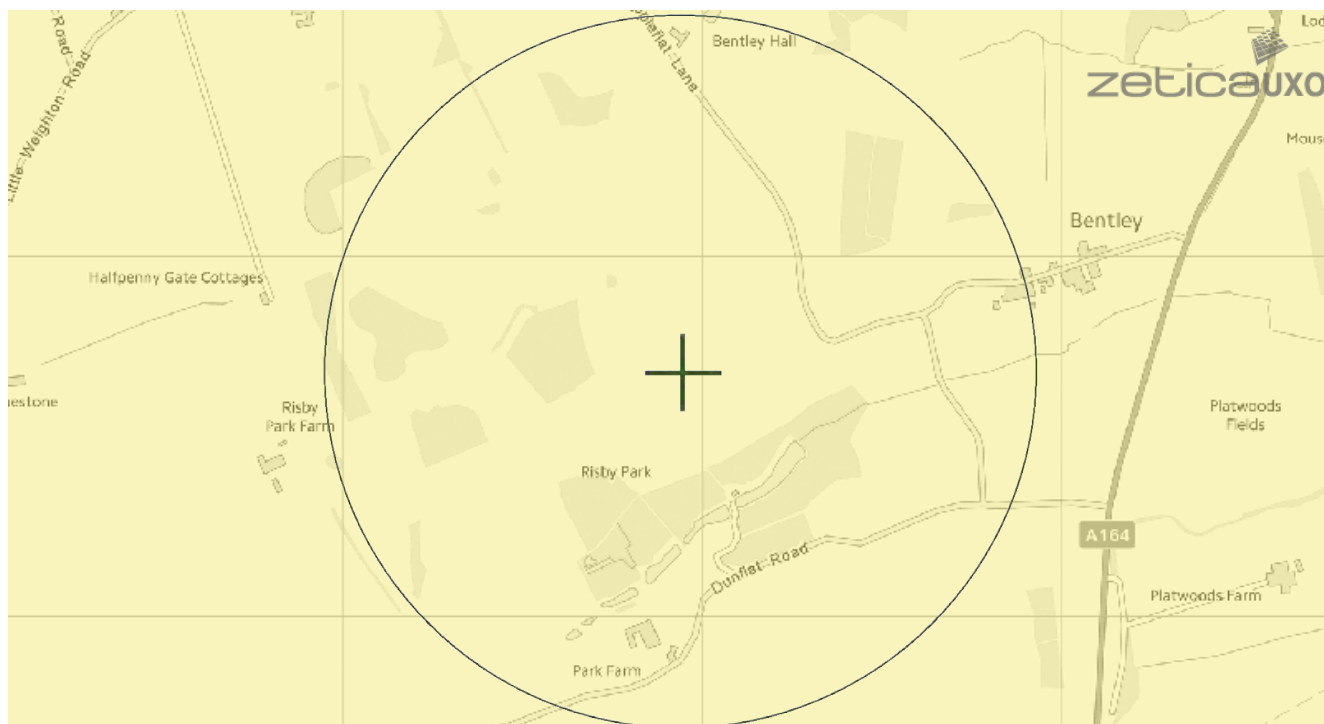 Road
Little Weighton Road
Bentley Hall
zeticauxo
Bentley
Halfpenny Gate Cottages
Risby
Park Farm
Platwoods
Fields
Risby Park
A164
Dunflat Road
Platwoods Farm
Park Farm